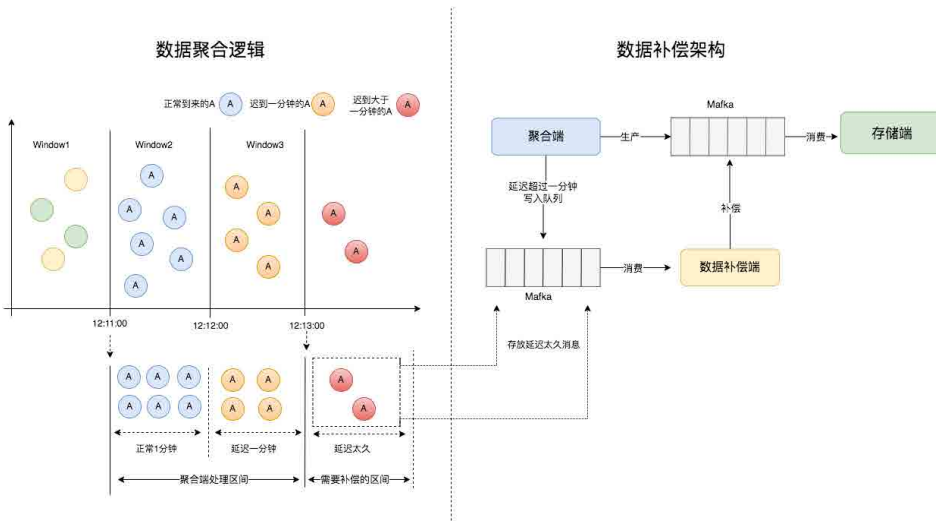 数据聚合逻辑
正常到来的A
A
迟到一分钟的A
A
迟到大于
一分钟的A
A
Window1
Window2
Window3
A
A
A
A
A
A
A
A
A
A
A
A
12:11:00
12:12:00
12:13:00
A
A
A
A
A
A
A
A
A
A
A
A
正常1分钟
延迟一分钟
延迟太久
聚合端处理区间
需要补偿的区间
数据补偿架构
聚合端
生产
Mafka
消费
存储端
延迟超过一分钟
写入队列
补偿
Mafka
消费
数据补偿端
存放延迟太久消息